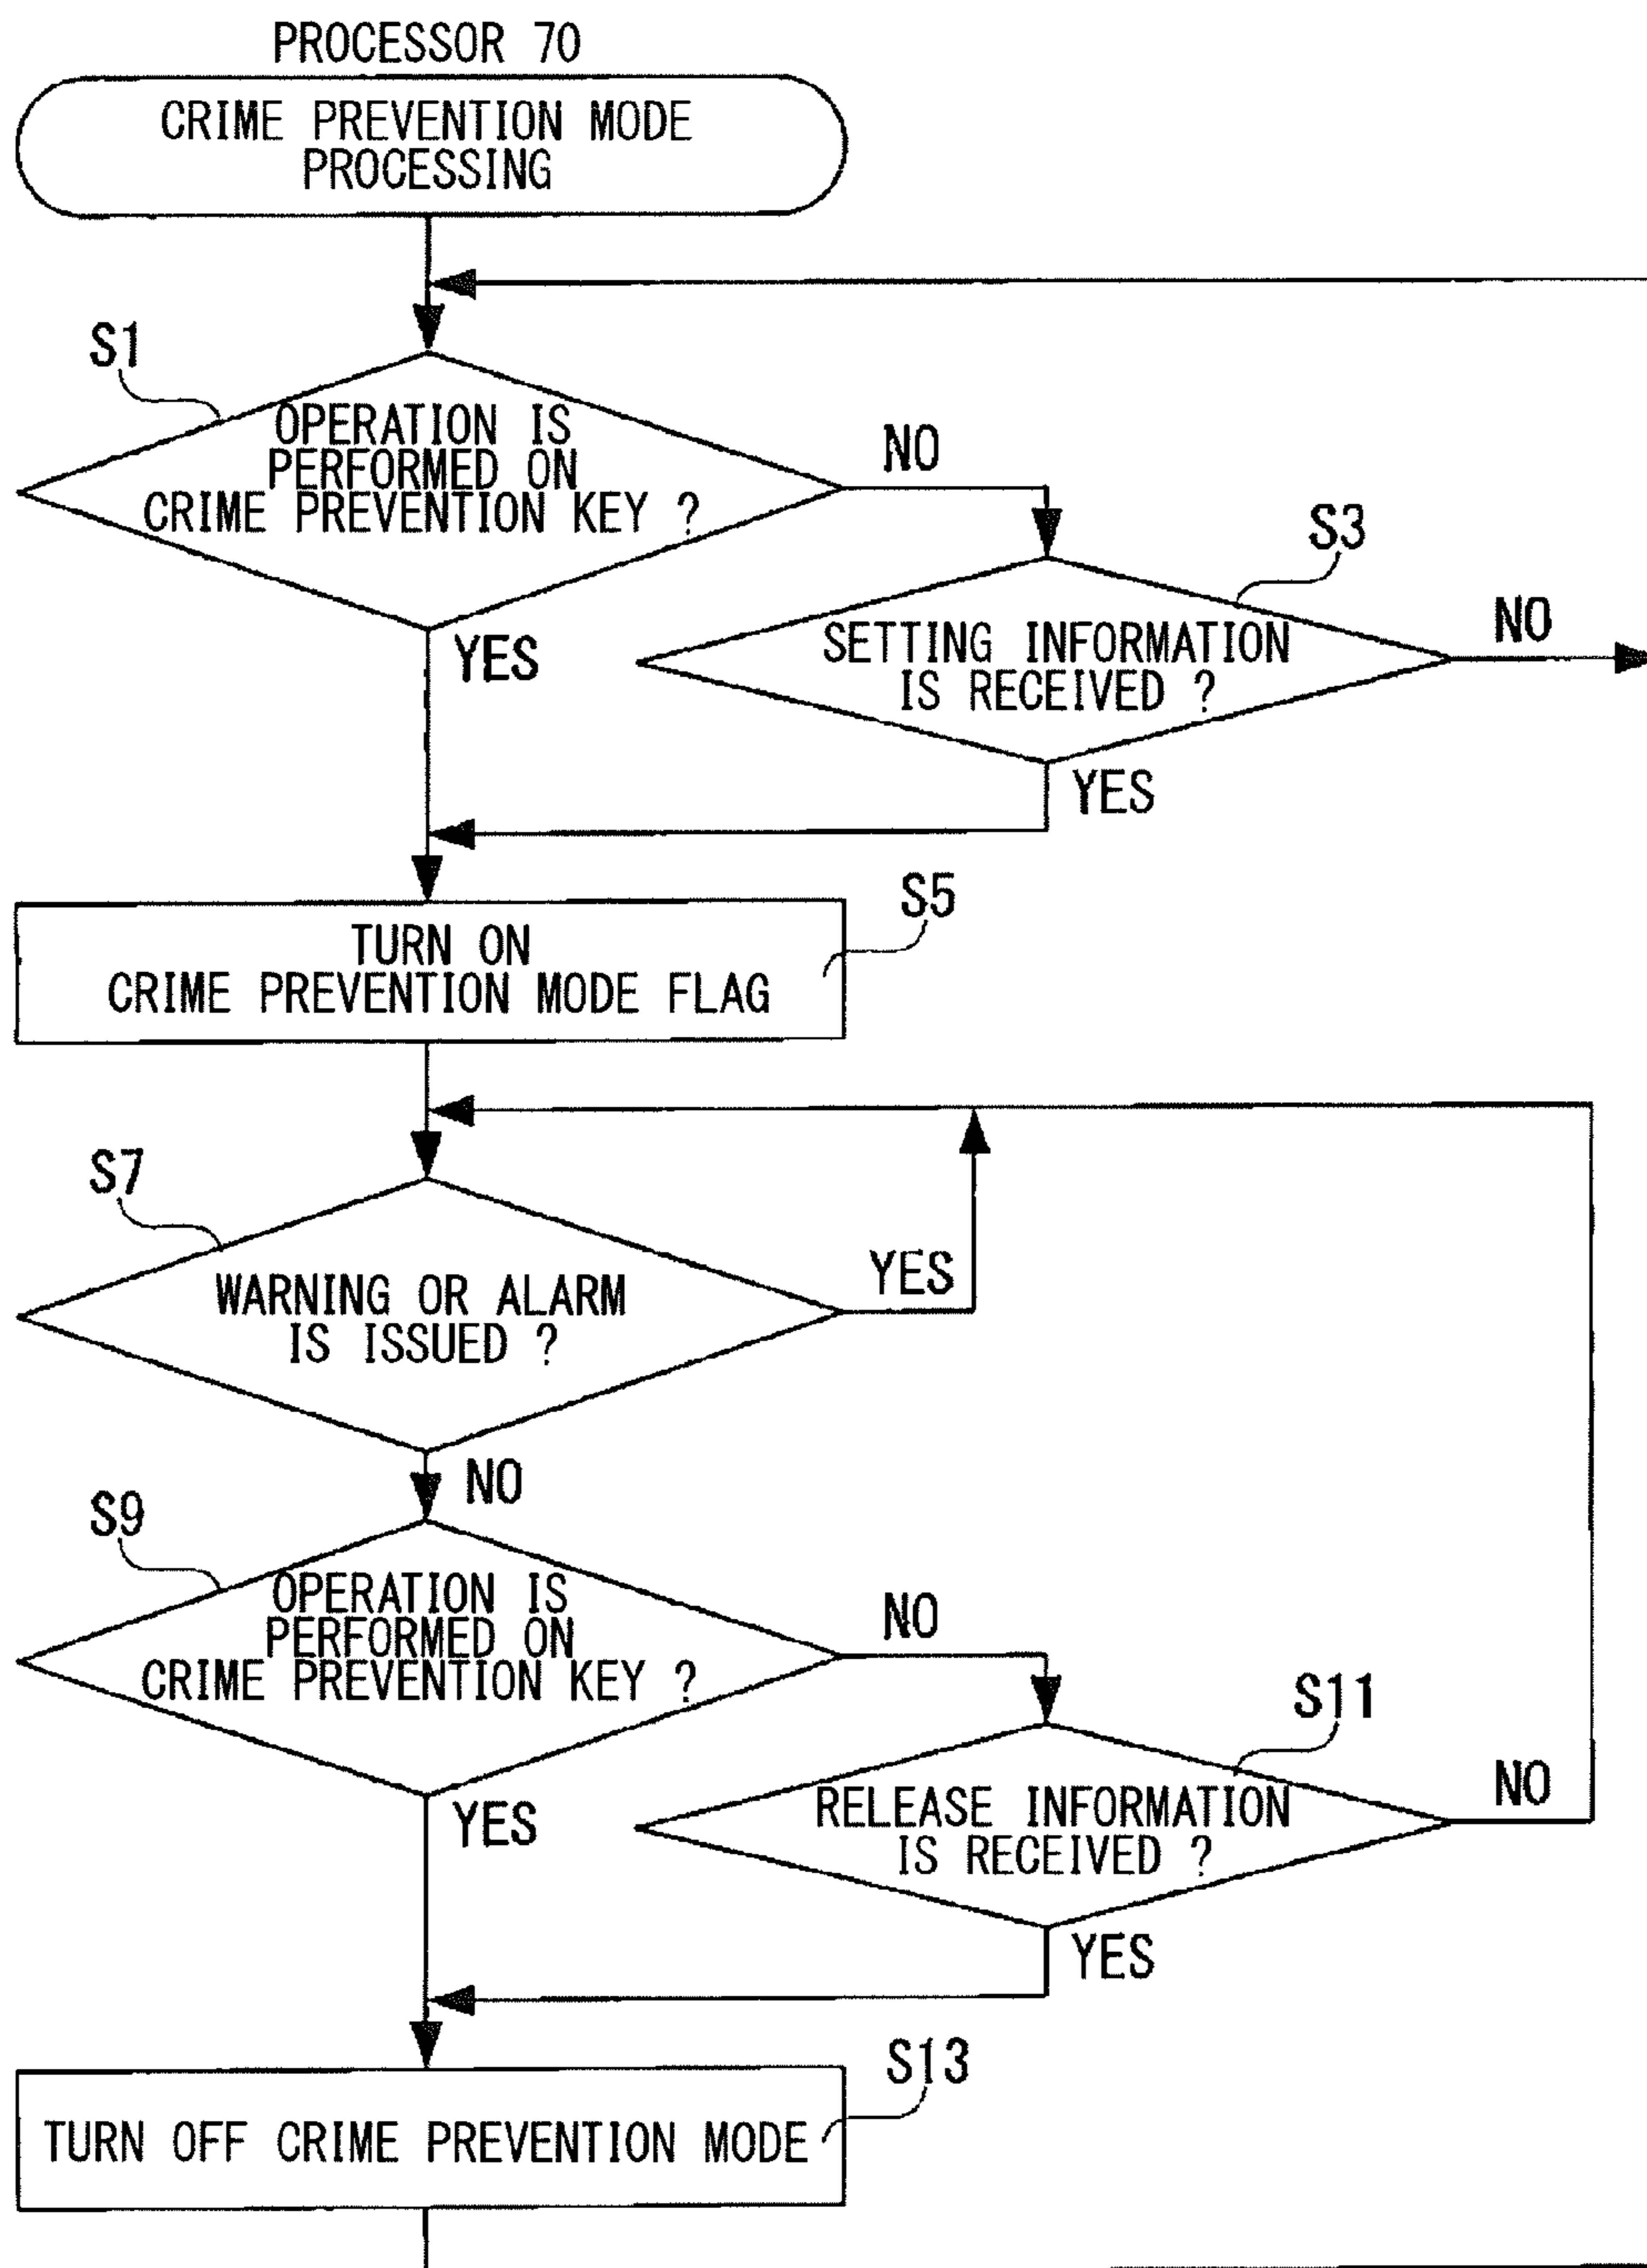 PROCESSOR 70
CRIME PREVENTION MODE
PROCESSING
S1
OPERATION IS
PERFORMED ON
CRIME PREVENTION KEY ?
NO
S3
SETTING INFORMATION
IS RECEIVED ?
NO
YES
YES
S5
TURN ON
CRIME PREVENTION MODE FLAG
S7
WARNING OR ALARM
IS ISSUED ?
YES
NO
S9
OPERATION IS
PERFORMED ON
CRIME PREVENTION KEY ?
NO
S11
RELEASE INFORMATION
IS RECEIVED ?
NO
YES
YES
S13
TURN OFF CRIME PREVENTION MODE